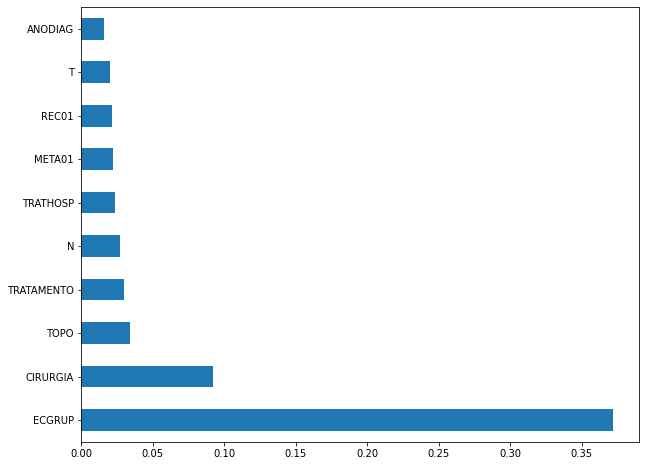 ANODIAG
T
REC01
META01
TRATHOSP
N
TRATAMENTO
TOPO
CIRURGIA
ECGRUP
0.00 0.05 0.10 0.15 0.20 0.25 0.30 0.35